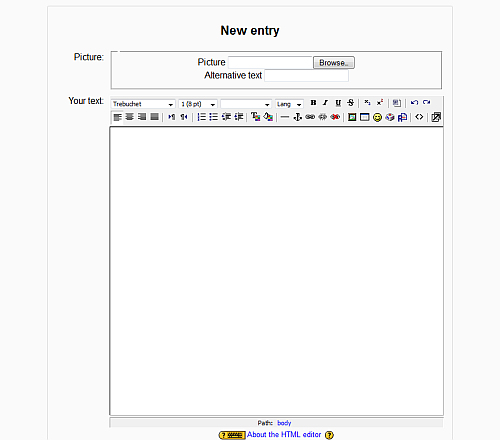 New entry
Picture:
Picture Browse..
Alternative text
Your text:
Trebuchet 1 (8 pt) Lang B I U S
Path: body
About the HTML editor